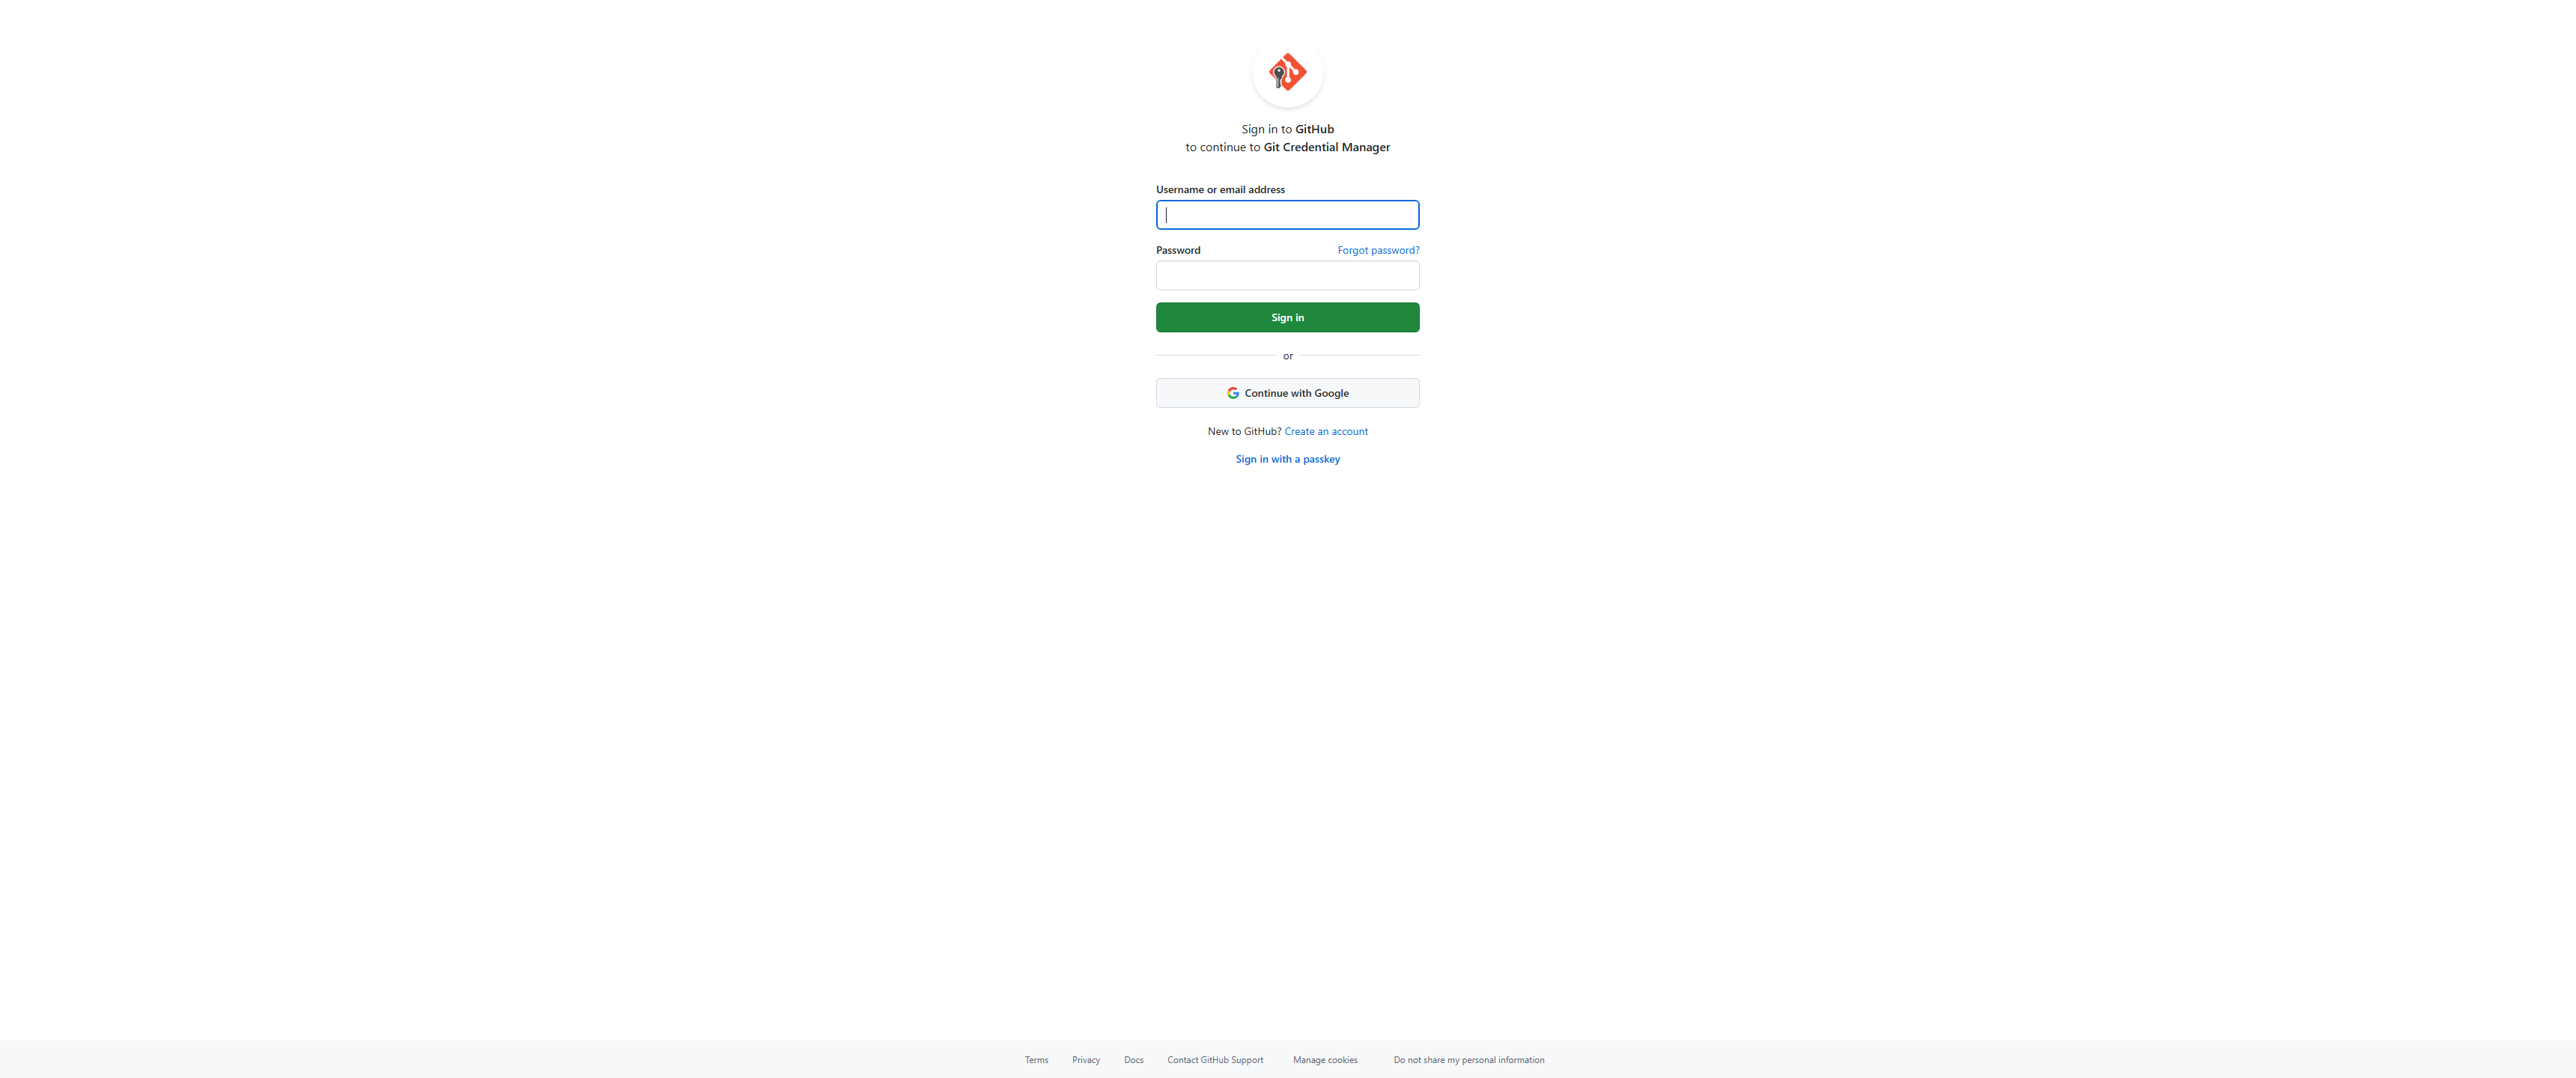 Sign in to GitHub
to continue to Git Credential Manager
Username or email address
Password Forgot password?
Sign in
or
Continue with Google
New to GitHub? Create an account
Sign in with a passkey
Terms Privacy Docs Contact GitHub Support Manage cookies Do not share my personal information